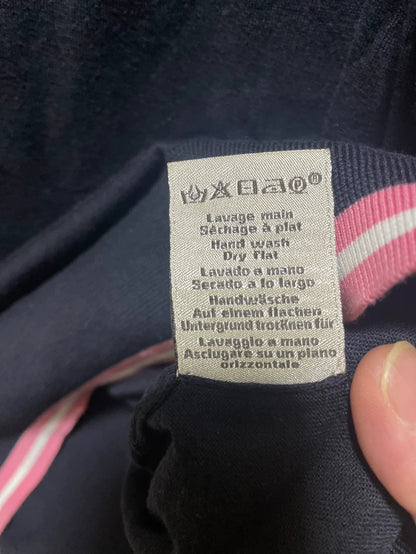 Lavage main
Séchage à plat
Hand wash
Dry flat
Lavado a mano
Secado a lo largo
Handwäsche
Auf einem flachen
Untergrund trocknen für
Lavaggio a mano
Asciugare su un piano
orizzontale